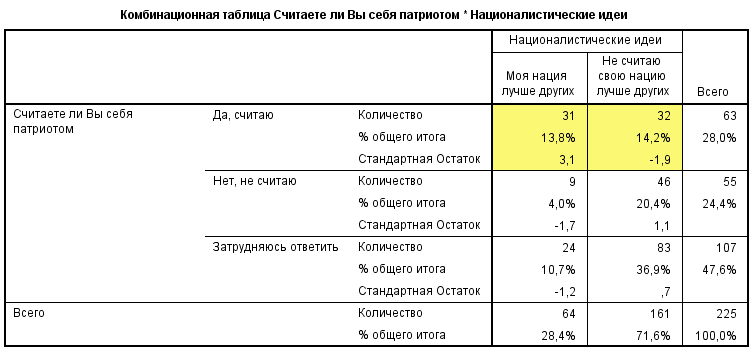 Комбинационная таблица Считаете ли Вы себя патриотом * Националистические идеи
Националистические идеи
Моя нация лучше других Не считаю свою нацию лучше других Всего
Считаете ли Вы себя патриотом Да, считаю Количество 31 32 63
% общего итога 13,8% 14,2% 28,0%
Стандартная Остаток 3,1 -1,9
Нет, не считаю Количество 9 46 55
% общего итога 4,0% 20,4% 24,4%
Стандартная Остаток -1,7 1,1
Затрудняюсь ответить Количество 24 83 107
% общего итога 10,7% 36,9% 47,6%
Стандартная Остаток -1,2 ,7
Всего Количество 64 161 225
% общего итога 28,4% 71,6% 100,0%